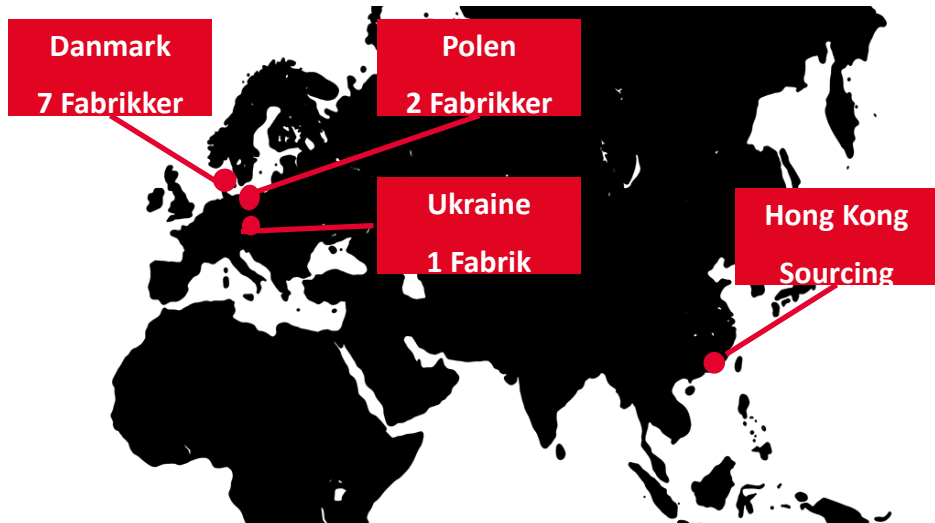 Danmark
7 Fabrikker
Polen
2 Fabrikker
Ukraine
1 Fabrik
Hong Kong
Sourcing